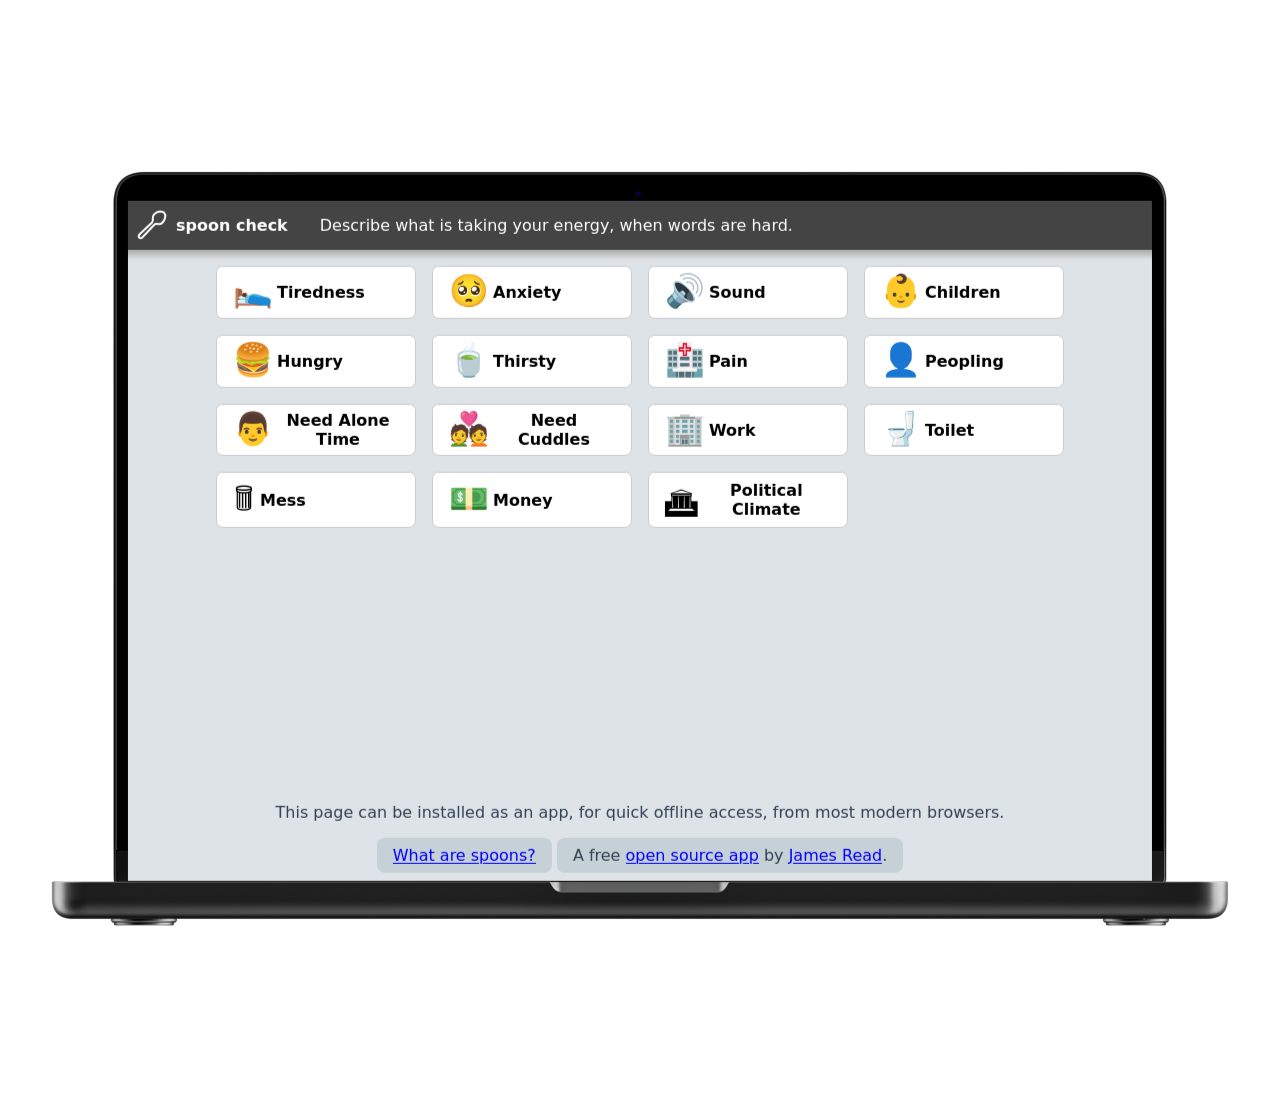 spoon check Describe what is taking your energy, when words are hard.
Tiredness Anxiety Sound Children
Hungry Thirsty Pain Peopling
Need Alone
Time
Need
Cuddles
Work Toilet
Mess Money
Political
Climate
This page can be installed as an app, for quick offline access, from most modern browsers.
What are spoons? A free open source app by James Read.